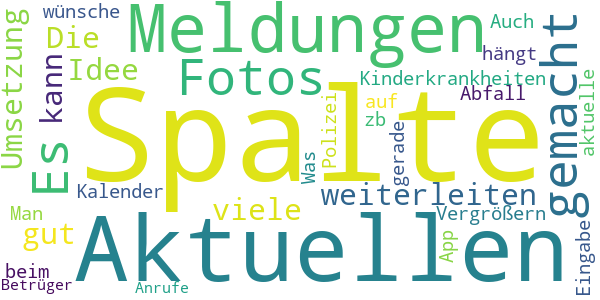 wünsche
Meldungen
Auch
Die
hängt
Umsetzung
kann
Idee
Fotos
Kinderkrankheiten
gemacht
aktuelle
Abfall
Spalte
auf
zb
Polizei
gerade
Es
Was
Kalender
weiterleiten
viele
Man
Vergrößern
gut
Aktuellen
App
Eingabe
beim
Betrüger
Anrufe